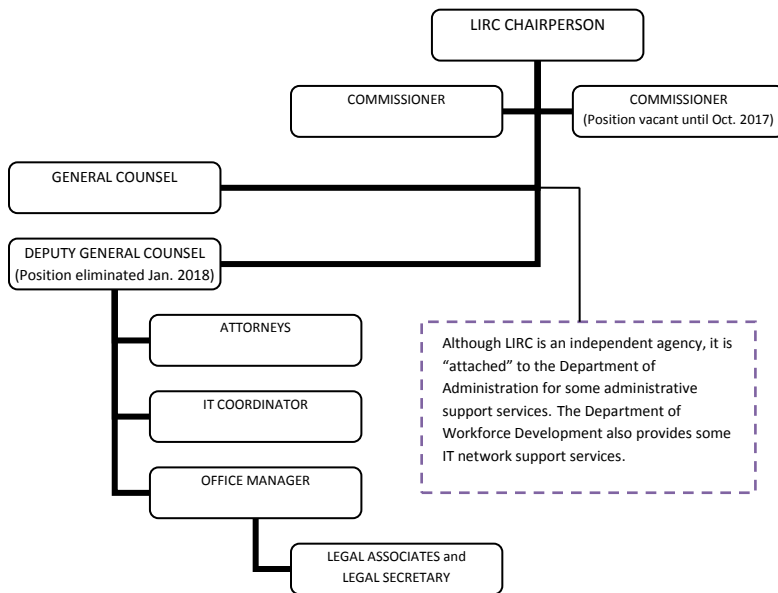 LIRC CHAIRPERSON
COMMISSIONER
COMMISSIONER
(Position vacant until Oct. 2017)
GENERAL COUNSEL
DEPUTY GENERAL COUNSEL
(Position eliminated Jan. 2018)
ATTORNEYS
IT COORDINATOR
OFFICE MANAGER
LEGAL ASSOCIATES and
LEGAL SECRETARY
Although LIRC is an independent agency, it is
“attached” to the Department of
Administration for some administrative
support services. The Department of
Workforce Development also provides some
IT network support services.